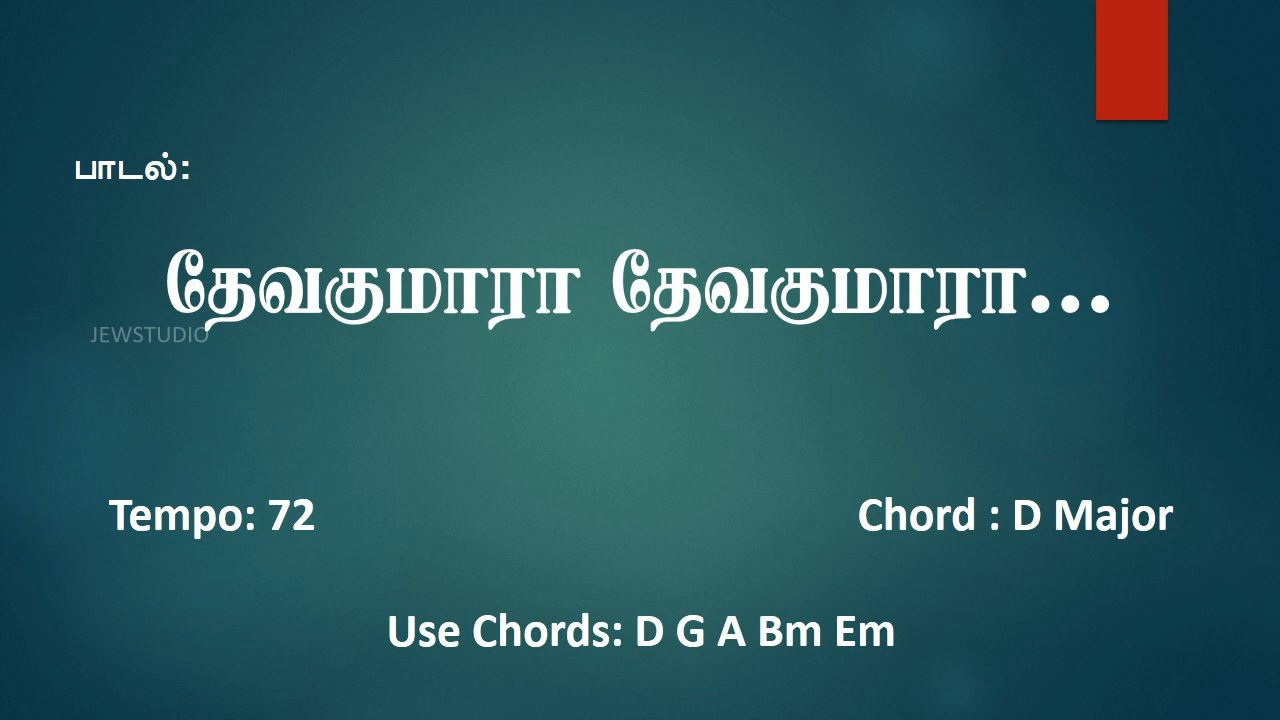 பாடல்:
தேவகுமாரா தேவகுமாரா...
JEWSTUDIO
Tempo: 72
Chord : D Major
Use Chords: D G A Bm Em